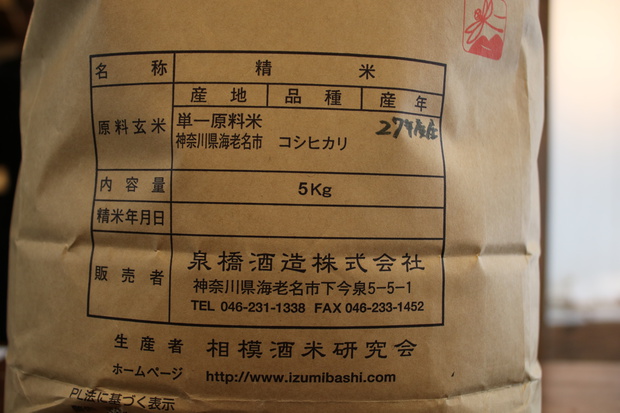 名称 精米
産地 品種 産年
原料玄米 単一原料米 27年度産
神奈川県海老名市 コシヒカリ
内容量 5Kg
精米年月日
販売者 泉橋酒造株式会社
神奈川県海老名市下今泉5-5-1
TEL 046-231-1338 FAX 046-233-1452
生産者 相模酒米研究会
ホームページ http://www.izumibashi.com
PL法に基づく表示